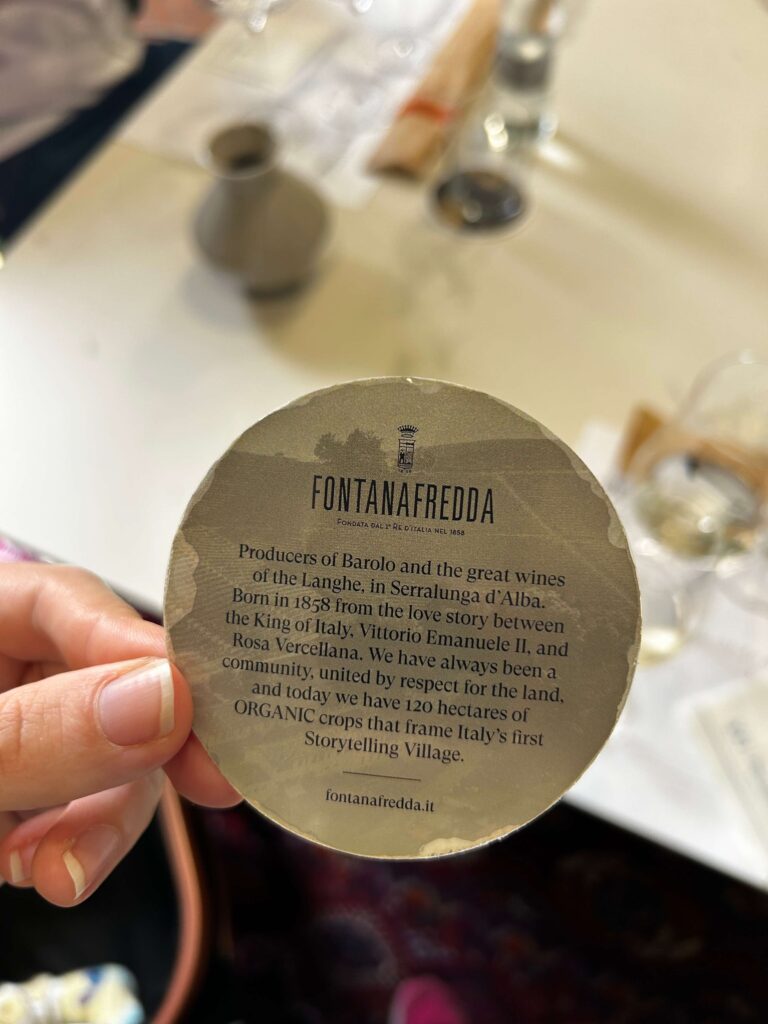 FONTANAFREDDA
FONDATA DAL 1° RE D'ITALIA NEL 1858
Producers of Barolo and the great wines
of the Langhe, in Serralunga d'Alba.
Born in 1858 from the love story between
the King of Italy, Vittorio Emanuele II, and
Rosa Vercellana. We have always been a
community, united by respect for the land,
and today we have 120 hectares of
ORGANIC crops that frame Italy's first
Storytelling Village.
fontanafredda.it